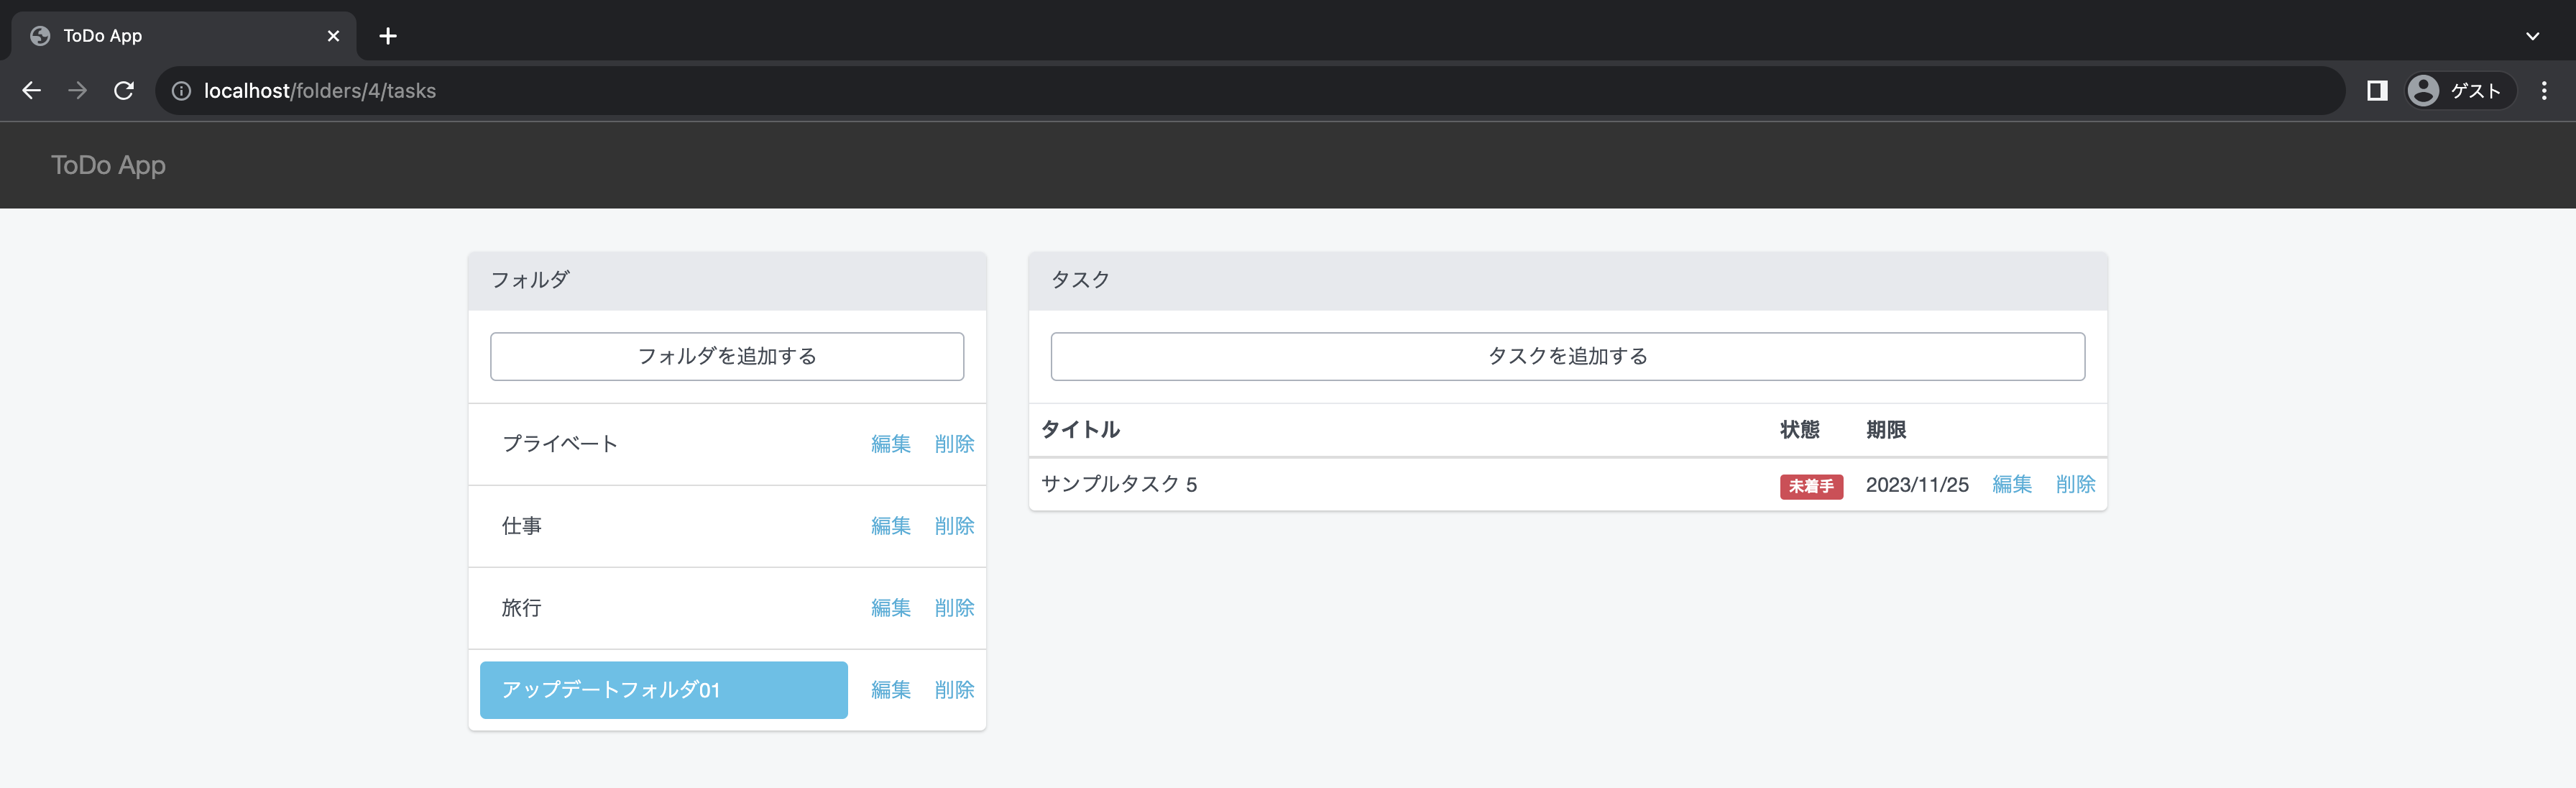 ToDo App
localhost/folders/4/tasks
ゲスト
ToDo App
フォルダ
フォルダを追加する
プライベート 編集 削除
仕事 編集 削除
旅行 編集 削除
アップデートフォルダ01 編集 削除
タスク
タスクを追加する
タイトル 状態 期限
サンプルタスク 5 未着手 2023/11/25 編集 削除